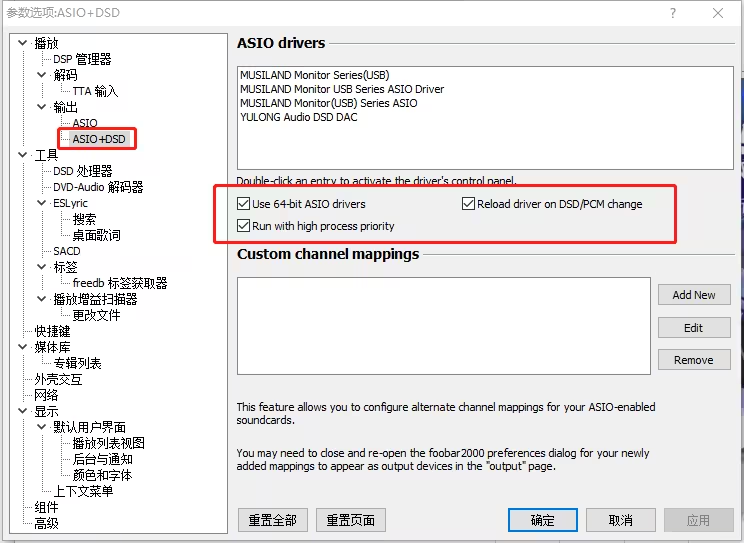 参数选项:ASIO+DSD
播放
DSP 管理器
解码
TTA 输入
输出
ASIO
ASIO+DSD
工具
DSD 处理器
DVD-Audio 解码器
ESLyric
搜索
桌面歌词
SACD
标签
freedb 标签获取器
播放增益扫描器
更改文件
快捷键
媒体库
专辑列表
外壳交互
网络
显示
默认用户界面
播放列表视图
后台与通知
颜色和字体
上下文菜单
组件
高级
ASIO drivers
MUSILAND Monitor Series(USB)
MUSILAND Monitor USB Series ASIO Driver
MUSILAND Monitor(USB) Series ASIO
YULONG Audio DSD DAC
Double-click an entry to activate the driver's control panel.
Use 64-bit ASIO drivers
Reload driver on DSD/PCM change
Run with high process priority
Custom channel mappings
Add New
Edit
Remove
This feature allows you to configure alternate channel mappings for your ASIO-enabled
soundcards.
You may need to close and re-open the foobar2000 preferences dialog for your newly
added mappings to appear as output devices in the "output" page.
重置全部
重置页面
确定
取消
应用